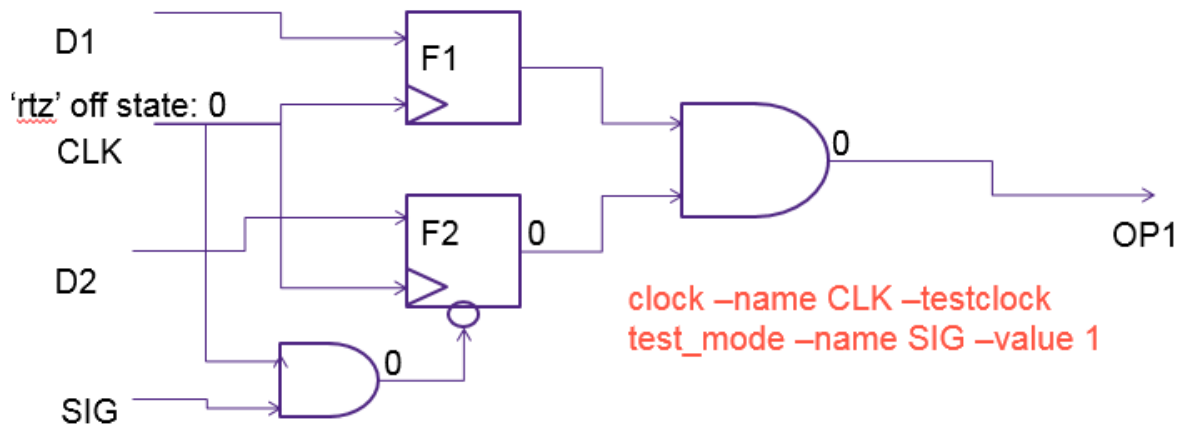 D1
F1
‘rtz’ off state: 0
CLK
0
F2
0
OP1
D2
clock –name CLK –testclock
test_mode –name SIG –value 1
0
SIG